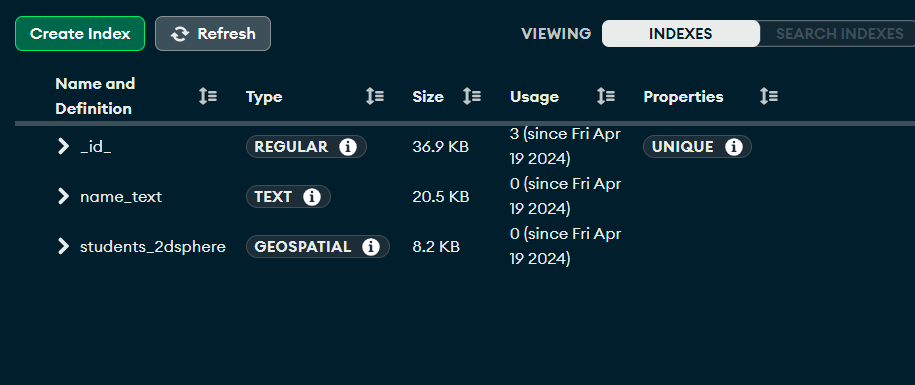 Create Index
Refresh
VIEWING
INDEXES
SEARCH INDEXES
Name and
Definition
Type
Size
Usage
Properties
_id_
REGULAR
36.9 KB
3 (since Fri Apr
19 2024)
UNIQUE
name_text
TEXT
20.5 KB
0 (since Fri Apr
19 2024)
students_2dsphere
GEOSPATIAL
8.2 KB
0 (since Fri Apr
19 2024)